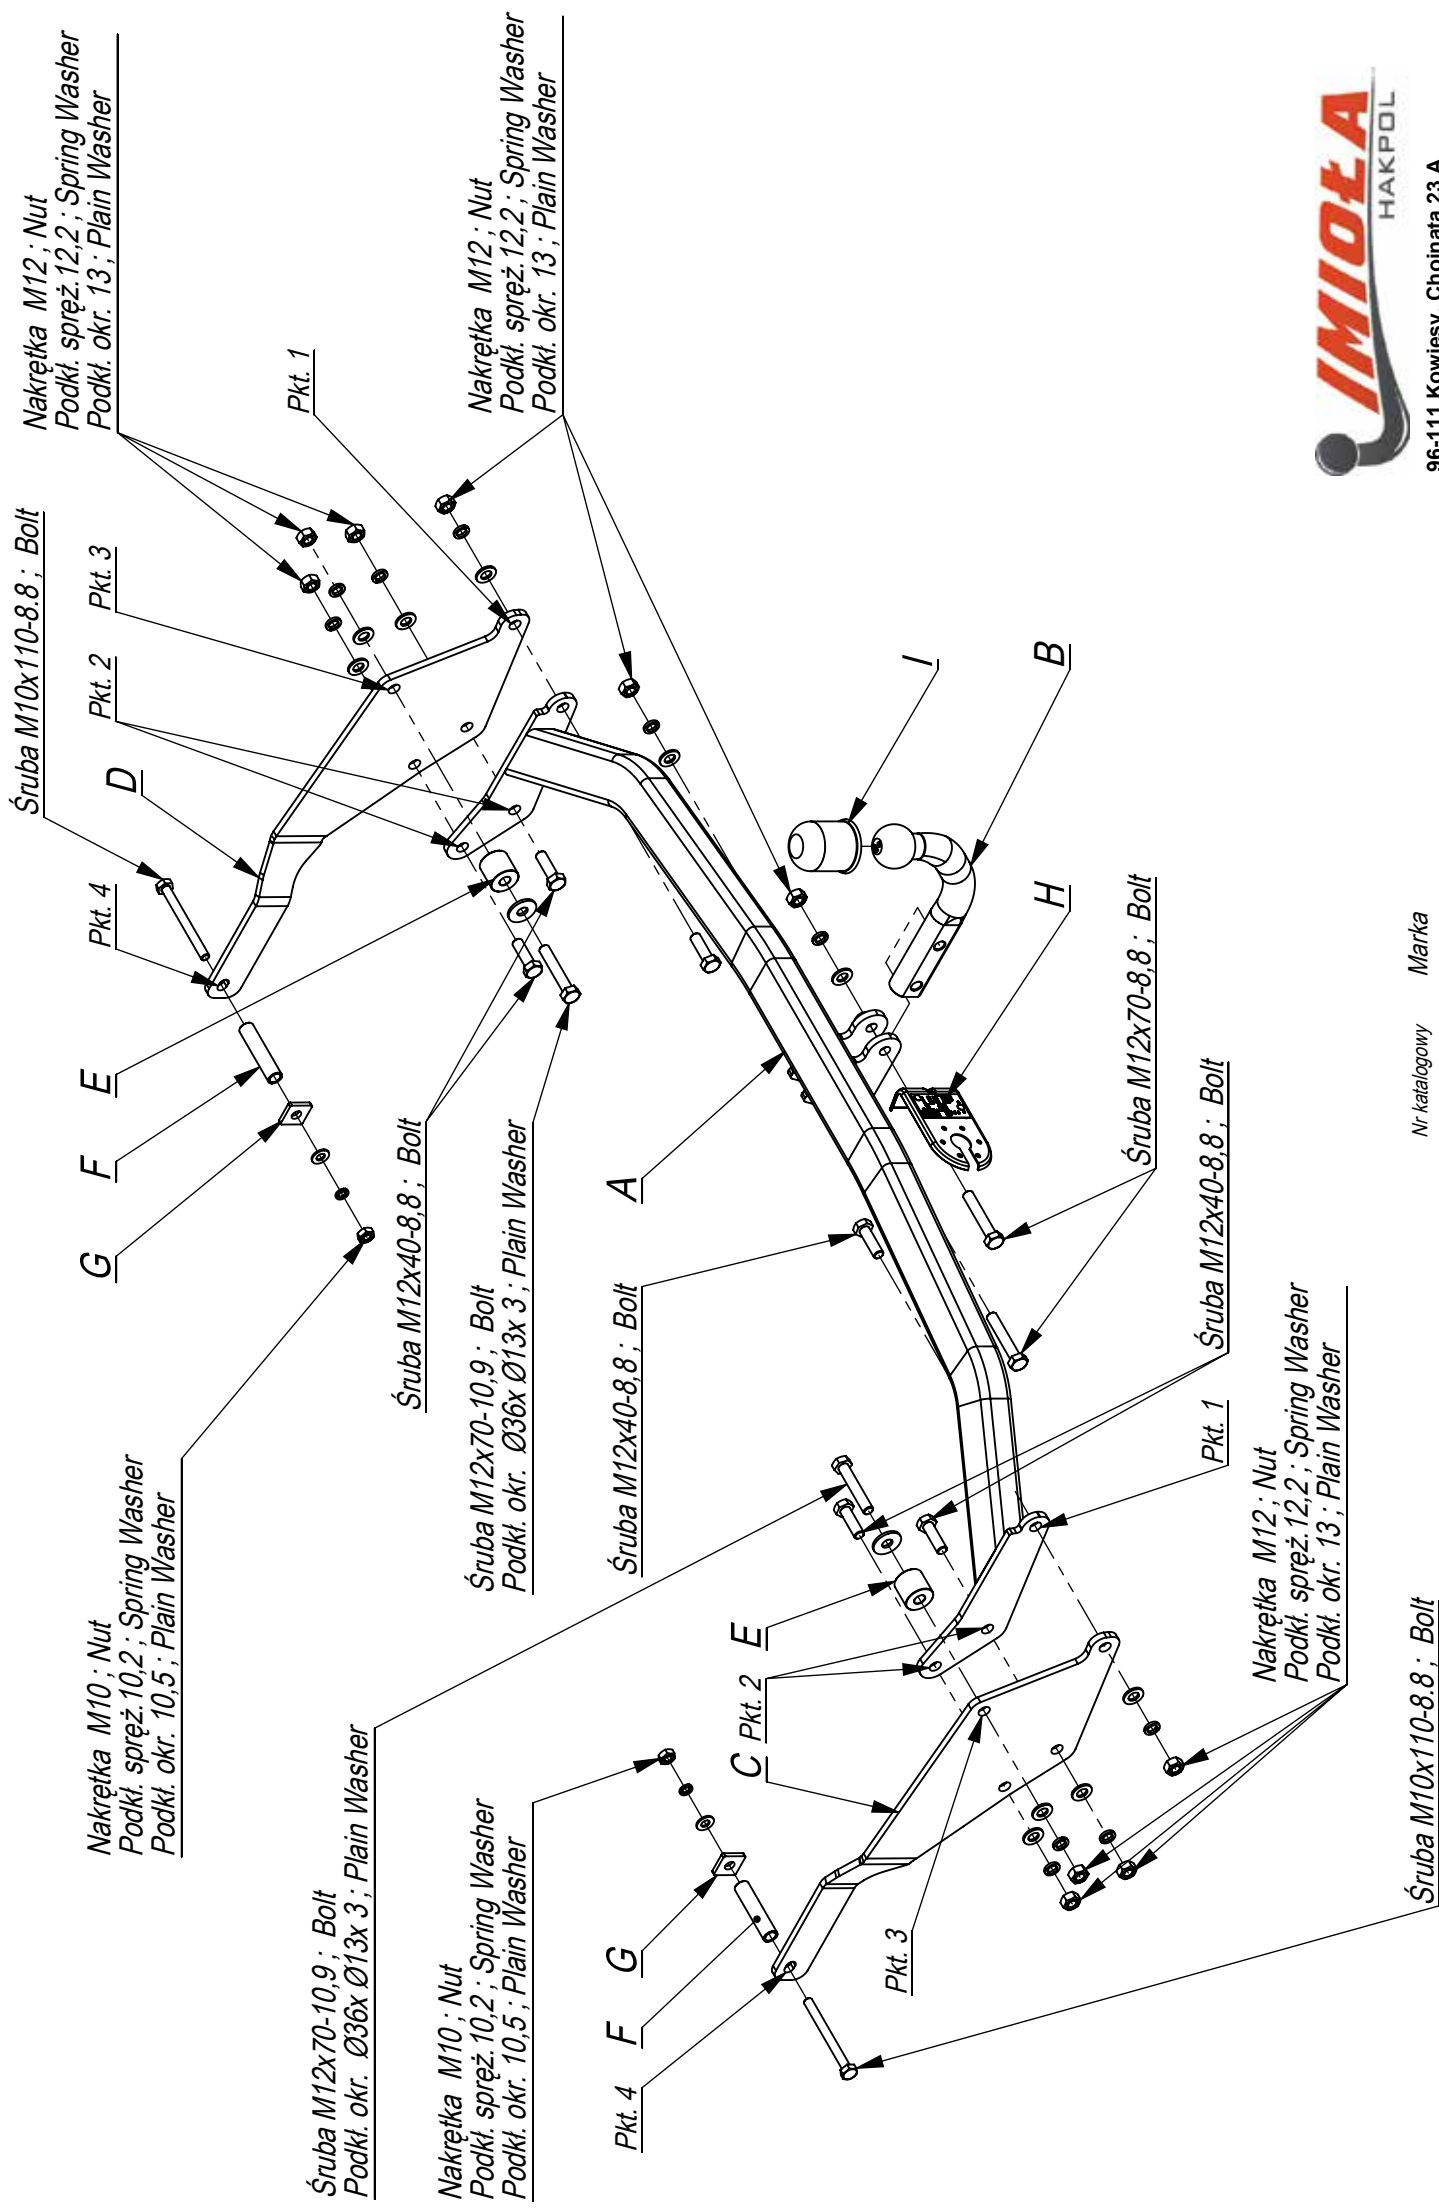 Nakrętka M12 ; Nut
Podkł. spręż.12,2 ; Spring Washer
Podkł. okr. 13 ; Plain Washer
Śruba M10x110-8.8 ; Bolt
Pkt. 3
Pkt. 2
D
Pkt. 4
Pkt. 1
Nakrętka M12 ; Nut
Podkł. spręż.12,2 ; Spring Washer
Podkł. okr. 13 ; Plain Washer
E
F
G
Śruba M12x40-8,8 ; Bolt
Śruba M12x70-10,9 ; Bolt
Podkł. okr. Ø36x Ø13x 3 ; Plain Washer
A
Śruba M12x40-8,8 ; Bolt
I
B
H
Śruba M12x70-8,8 ; Bolt
Śruba M12x40-8,8 ; Bolt
Nakrętka M10 ; Nut
Podkł. spręż.10,2 ; Spring Washer
Podkł. okr. 10,5 ; Plain Washer
Śruba M12x70-10,9 ; Bolt
Podkł. okr. Ø36x Ø13x 3 ; Plain Washer
Nakrętka M10 ; Nut
Podkł. spręż.10,2 ; Spring Washer
Podkł. okr. 10,5 ; Plain Washer
E
Pkt. 2
C
G
F
Pkt. 4
Pkt. 3
Pkt. 1
Nakrętka M12 ; Nut
Podkł. spręż.12,2 ; Spring Washer
Podkł. okr. 13 ; Plain Washer
Śruba M10x110-8.8 ; Bolt
IMIOŁA
HAKPOL
96-111 Kowiesy, Chojnata 23 A
Nr katalogowy Marka